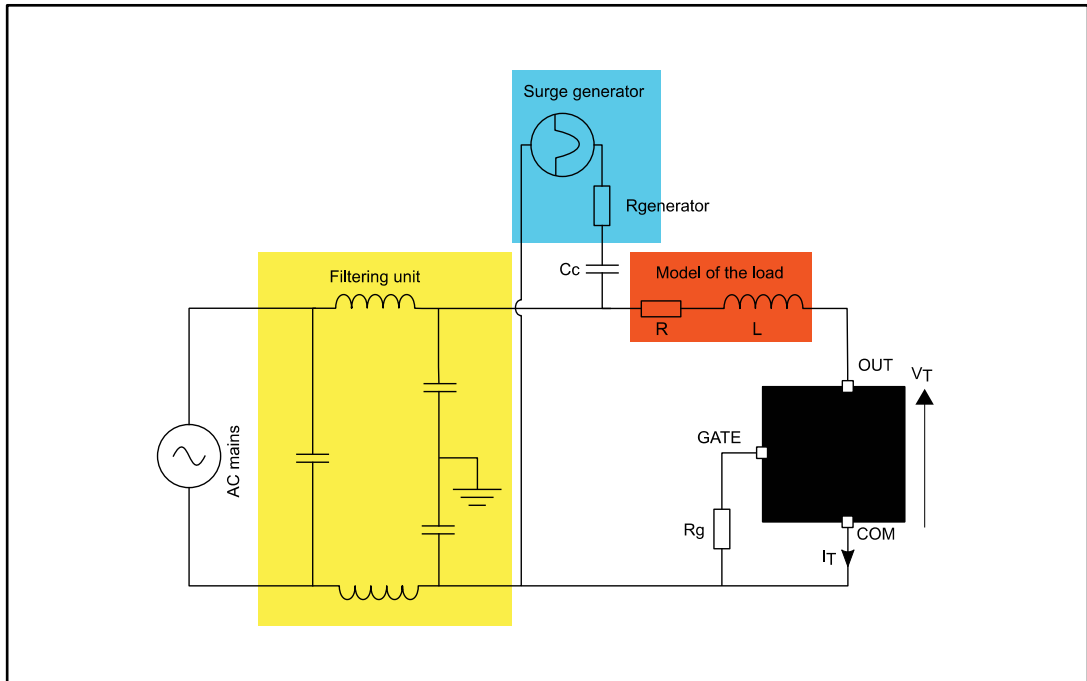 Surge generator
Rgenerator
Filtering unit
Cc
Model of the load
R
L
OUT
VT
GATE
AC mains
Rg
COM
IT